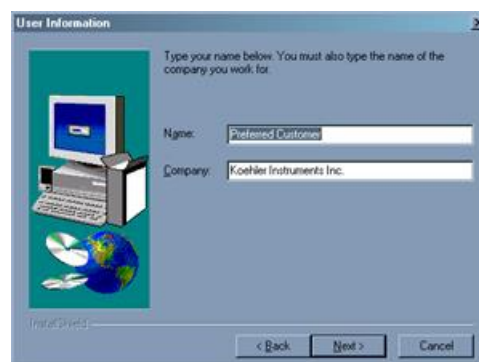 User Information
Type your name below. You must also type the name of the
company you work for.
Name: Preferred Customer
Company: Koehler Instruments Inc.
InstallShield
< Back Next > Cancel